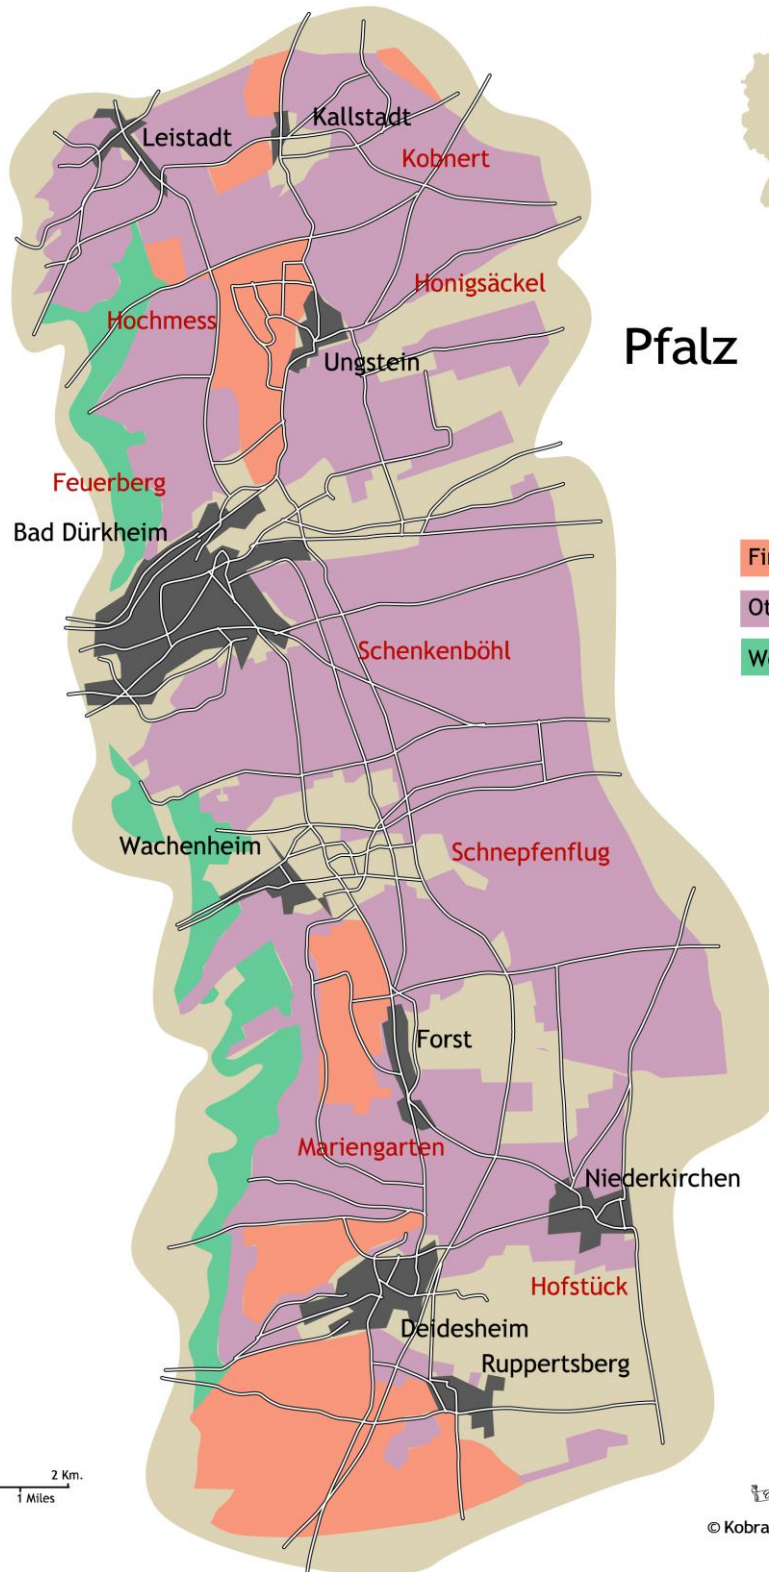 Kallstadt
Leistadt
Kobnert
Honigsäckel
Hochmess
Pfalz
Ungstein
Feuerberg
Bad Dürkheim
Schenkenböhl
Wachenheim
Schnepfenflug
Forst
Mariengarten
Niederkirchen
Hofstück
Deidesheim
Ruppertsberg
2 Km.
1 Miles
© Kobra